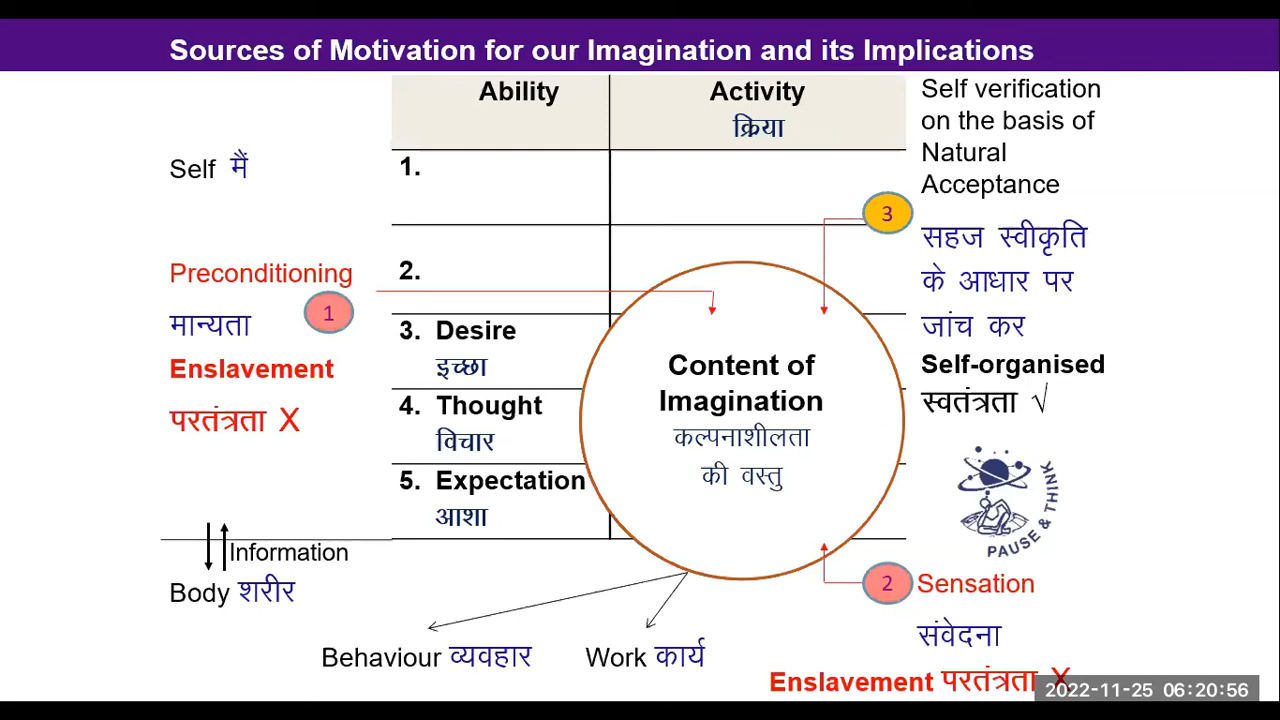 Sources of Motivation for our Imagination and its Implications
Ability
Activity
क्रिया
Self verification
on the basis of
Natural
Acceptance
Self मैं
1.
3
सहज स्वीकृति
के आधार पर
जांच कर
Preconditioning
2.
1
मान्यता
3. Desire
इच्छा
Content of
Imagination
कल्पनाशीलता
की वस्तु
Self-organised
स्वतंत्रता √
Enslavement
परतंत्रता X
4. Thought
विचार
5. Expectation
आशा
PAUSE & THINK
Information
Body शरीर
2
Sensation
संवेदना
Behaviour व्यवहार
Work कार्य
Enslavement परतंत्रता X
2022-11-25 06:20:56